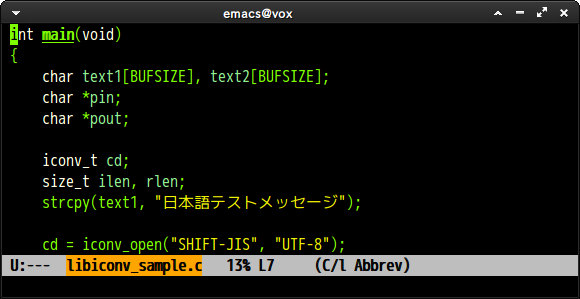 emacs@vox
int main(void)
{
    char text1[BUFSIZE], text2[BUFSIZE];
    char *pin;
    char *pout;

    iconv_t cd;
    size_t ilen, rlen;
    strcpy(text1, "日本語テストメッセージ");

    cd = iconv_open("SHIFT-JIS", "UTF-8");
U:---  libiconv_sample.c   13% L7     (C/l Abbrev)